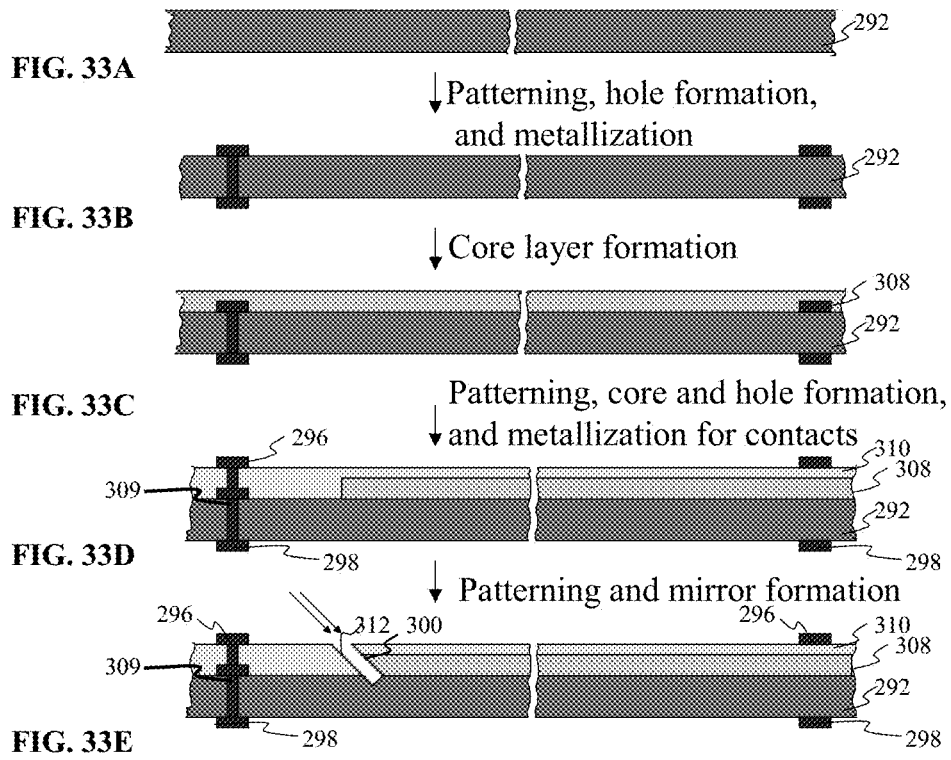 292
FIG. 33A
Patterning, hole formation,
and metallization
292
FIG. 33B
Core layer formation
308
292
FIG. 33C
Patterning, core and hole formation,
and metallization for contacts
296
310
308
309
292
FIG. 33D
298
298
Patterning and mirror formation
296
312
300
296
310
308
309
292
FIG. 33E
298
298